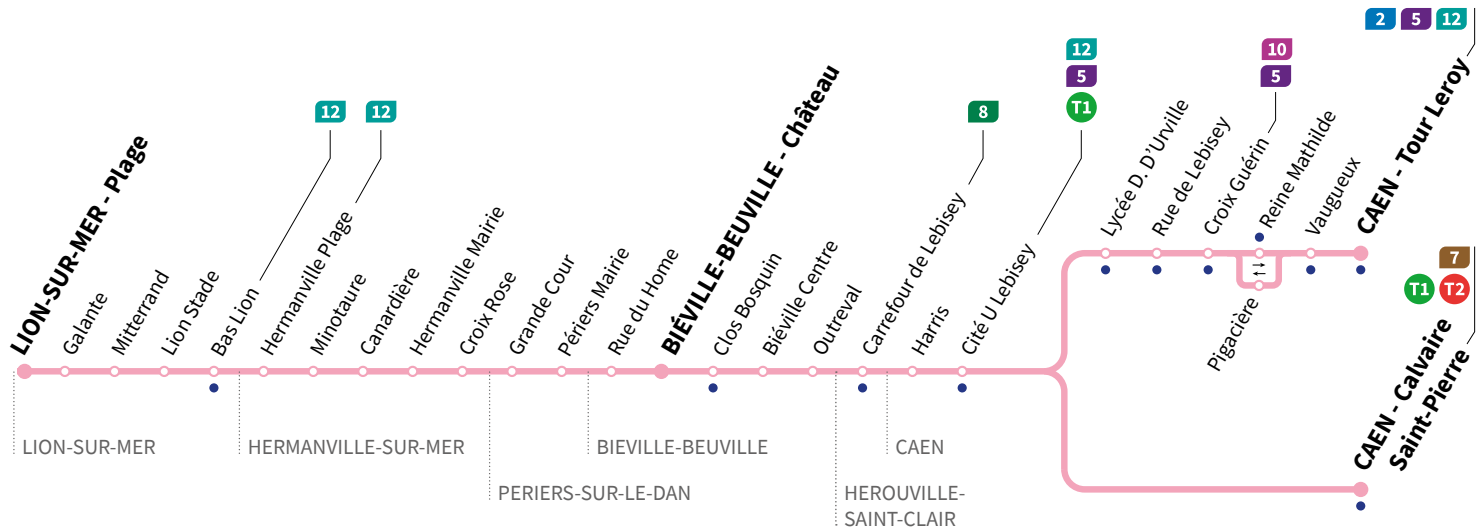 2 5 12
12
5
T1
10
5
12
12
8
7
T1 T2
LION-SUR-MER - Plage
Galante
Mitterrand
Lion Stade
Bas Lion
Hermanville Plage
Minotaure
Canardière
Hermanville Mairie
Croix Rose
Grande Cour
Périers Mairie
Rue du Home
BIÉVILLE-BEUVILLE - Château
Clos Bosquin
Biéville Centre
Outreval
Carrefour de Lebisey
Harris
Cité U Lebisey
Lycée D. D'Urville
Rue de Lebisey
Croix Guérin
Reine Mathilde
Pigacière
Vaugueux
CAEN - Tour Leroy
CAEN - Calvaire
Saint-Pierre
LION-SUR-MER
HERMANVILLE-SUR-MER
PERIERS-SUR-LE-DAN
BIEVILLE-BEUVILLE
HEROUVILLE-
SAINT-CLAIR
CAEN